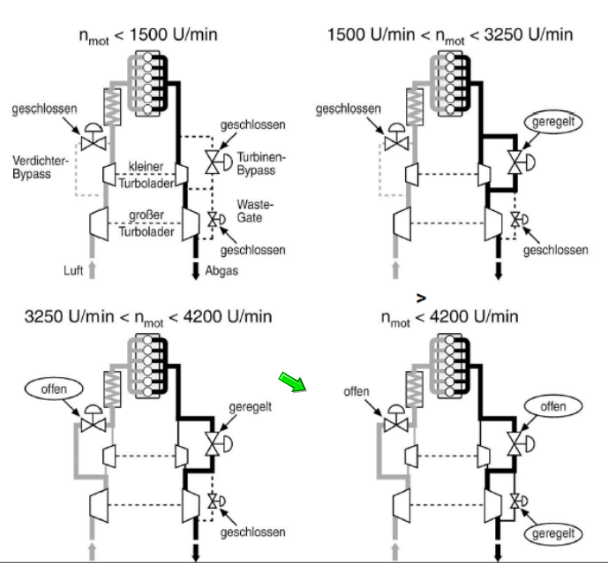 n_mot < 1500 U/min
geschlossen
geschlossen
Verdichter-
Bypass
kleiner
Turbolader
Turbinen-
Bypass
großer
Turbolader
Waste-
Gate
geschlossen
Luft
Abgas
1500 U/min < n_mot < 3250 U/min
geschlossen
geregelt
geschlossen
3250 U/min < n_mot < 4200 U/min
offen
geregelt
geschlossen
>
n_mot < 4200 U/min
offen
offen
geregelt